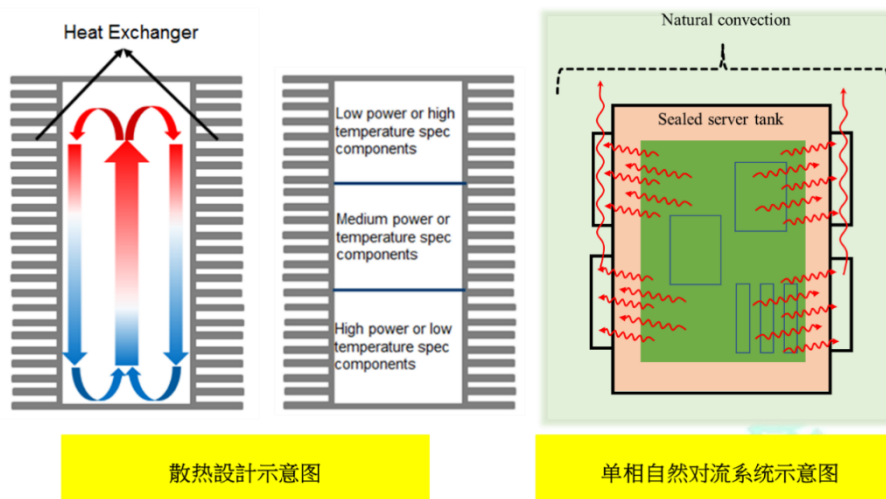 Heat Exchanger
Low power or high
temperature spec
components
Medium power or
temperature spec
components
High power or low
temperature spec
components
Natural convection
Sealed server tank
散热設計示意图
单相自然对流系统示意图